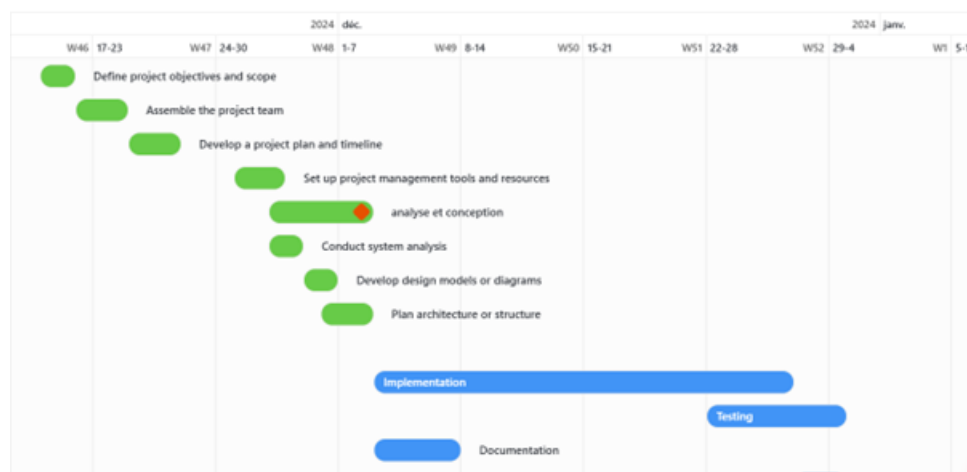 2024 déc. 2024 janv.
W46 17-23 W47 24-30 W48 1-7 W49 8-14 W50 15-21 W51 22-28 W52 29-4 W1 5-1
Define project objectives and scope
Assemble the project team
Develop a project plan and timeline
Set up project management tools and resources
analyse et conception
Conduct system analysis
Develop design models or diagrams
Plan architecture or structure
Implementation
Testing
Documentation